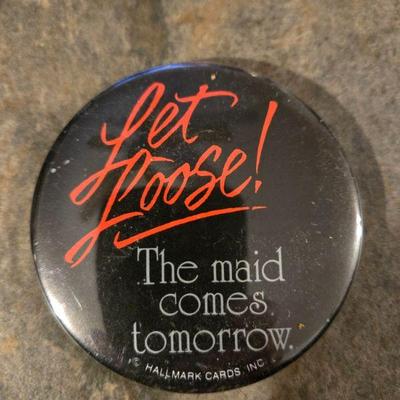 Let
Loose!
The maid
comes
tomorrow.
© HALLMARK CARDS, INC.